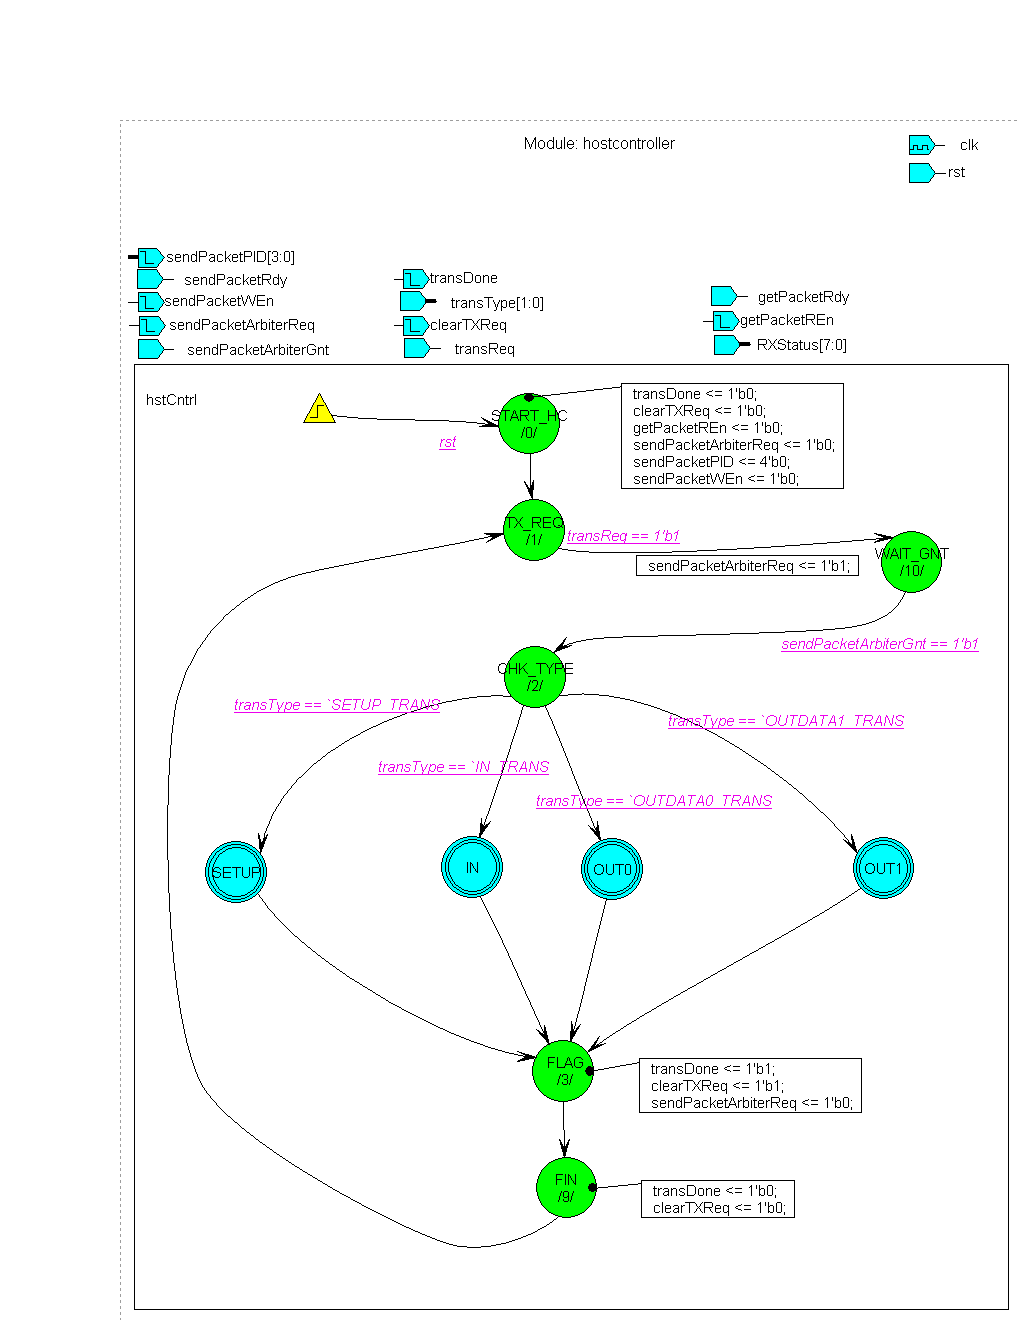 Module: hostcontroller
clk
rst
sendPacketPID[3:0]
sendPacketRdy
sendPacketWEn
sendPacketArbiterReq
sendPacketArbiterGnt
transDone
transType[1:0]
clearTXReq
transReq
getPacketRdy
getPacketREn
RXStatus[7:0]
hstCntrl
rst
START_HC
/0/
transDone <= 1'b0;
clearTXReq <= 1'b0;
getPacketREn <= 1'b0;
sendPacketArbiterReq <= 1'b0;
sendPacketPID <= 4'b0;
sendPacketWEn <= 1'b0;
TX_REQ
/1/
transReq == 1'b1
sendPacketArbiterReq <= 1'b1;
WAIT_GNT
/10/
sendPacketArbiterGnt == 1'b1
CHK_TYPE
/2/
transType == `SETUP_TRANS
transType == `IN_TRANS
transType == `OUTDATA0_TRANS
transType == `OUTDATA1_TRANS
SETUP
IN
OUT0
OUT1
FLAG
/3/
transDone <= 1'b1;
clearTXReq <= 1'b1;
sendPacketArbiterReq <= 1'b0;
FIN
/9/
transDone <= 1'b0;
clearTXReq <= 1'b0;